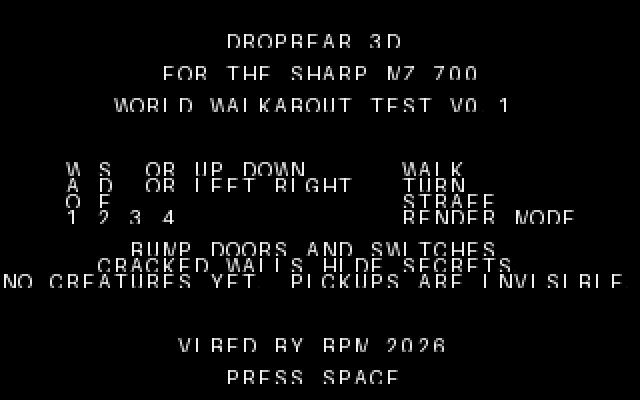 DROPBEAR 3D
FOR THE SHARP MZ 700
WORLD WALKABOUT TEST V0 1
W S OR UP DOWN WALK
A D OR LEFT RIGHT TURN
Q E STRAFE
1 2 3 4 RENDER MODE
BUMP DOORS AND SWITCHES
CRACKED WALLS HIDE SECRETS
NO CREATURES YET PICKUPS ARE INVISIBLE
VIBED BY 2026
PRESS SPACE